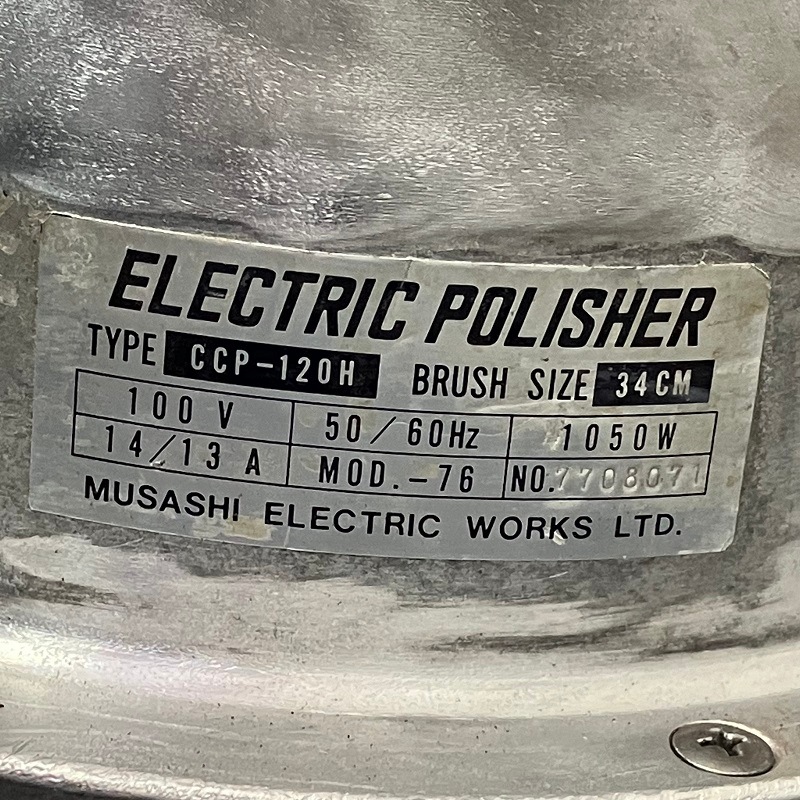 ELECTRIC POLISHER
TYPE CCP-120H BRUSH SIZE 34CM
100 V 50/60Hz 1050W
14/13 A MOD.-76 NO.7708071
MUSASHI ELECTRIC WORKS LTD.